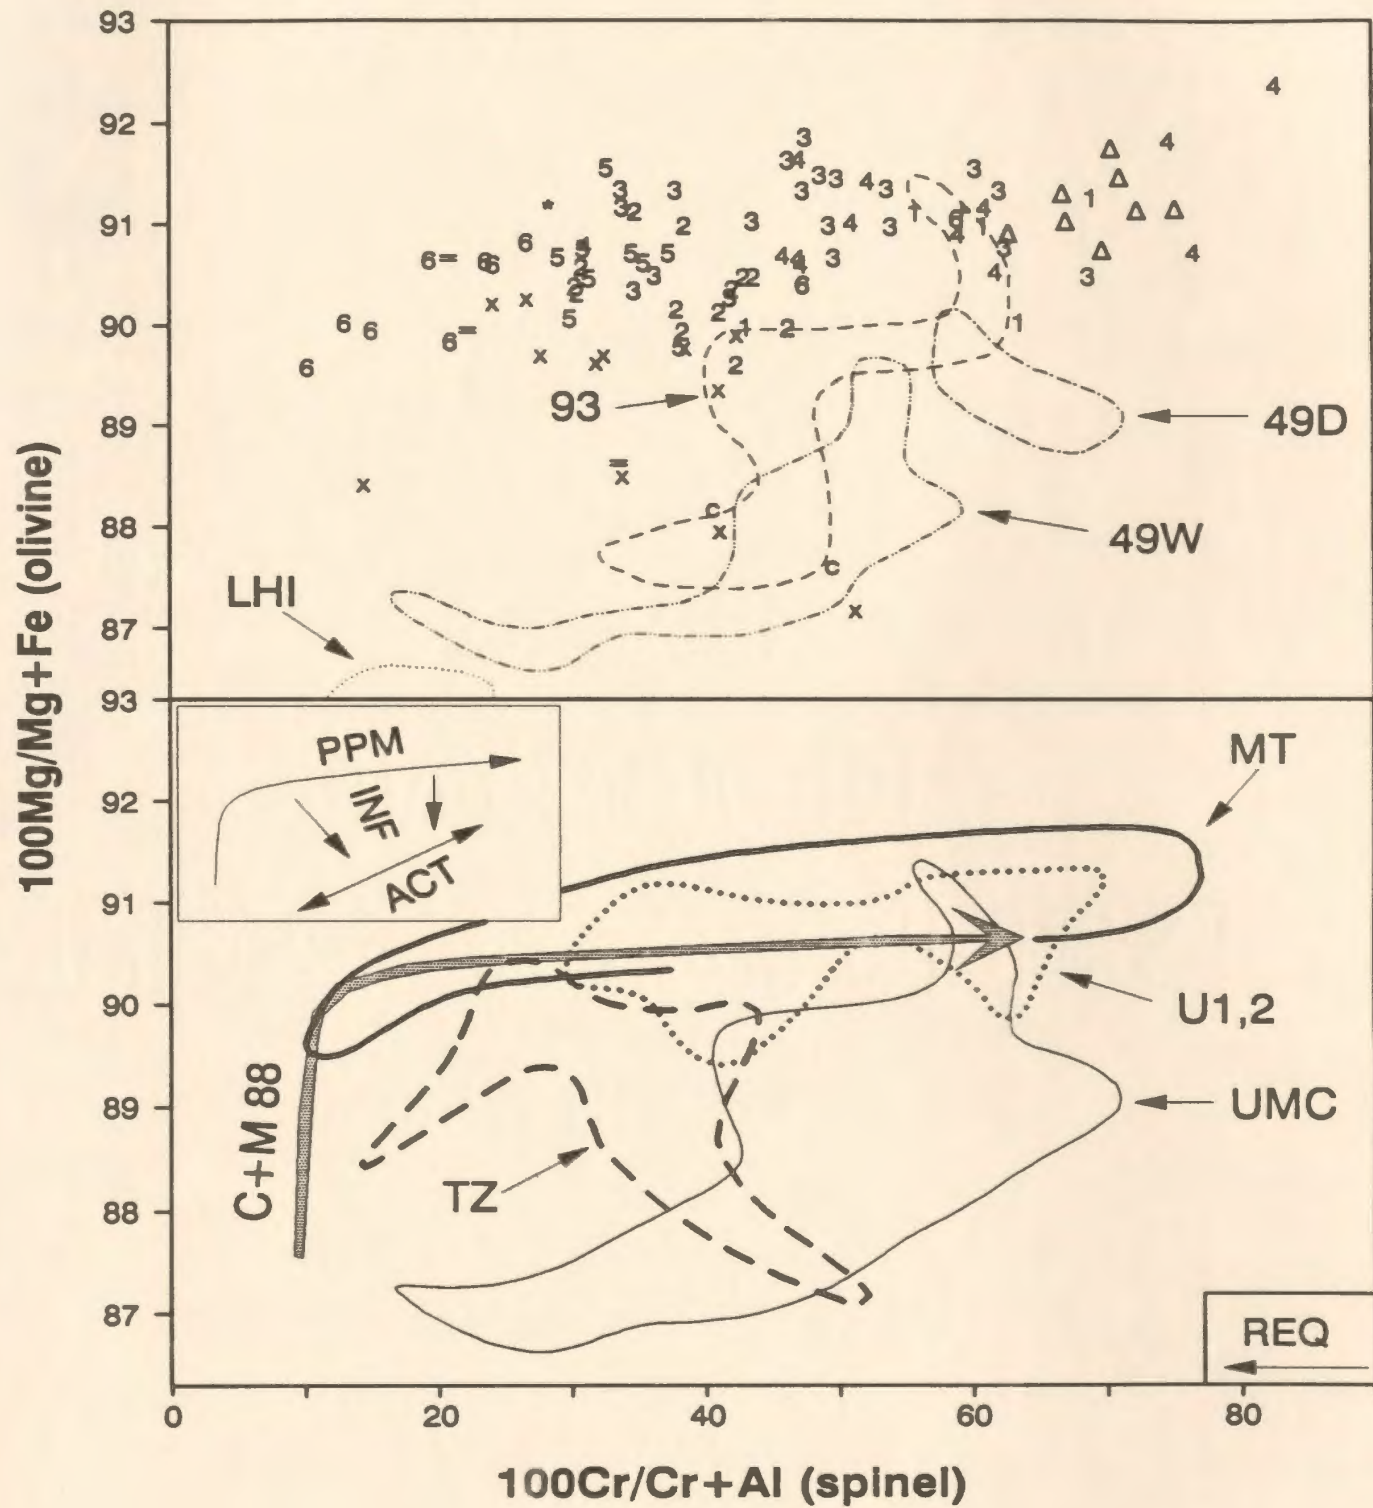 93
92
91
90
89
88
87
100Mg/Mg+Fe (olivine)
93
49D
49W
LHI
93
92
91
90
89
88
87
PPM
INF
ACT
MT
U1,2
UMC
C+M 88
TZ
REQ
0 20 40 60 80
100Cr/Cr+Al (spinel)